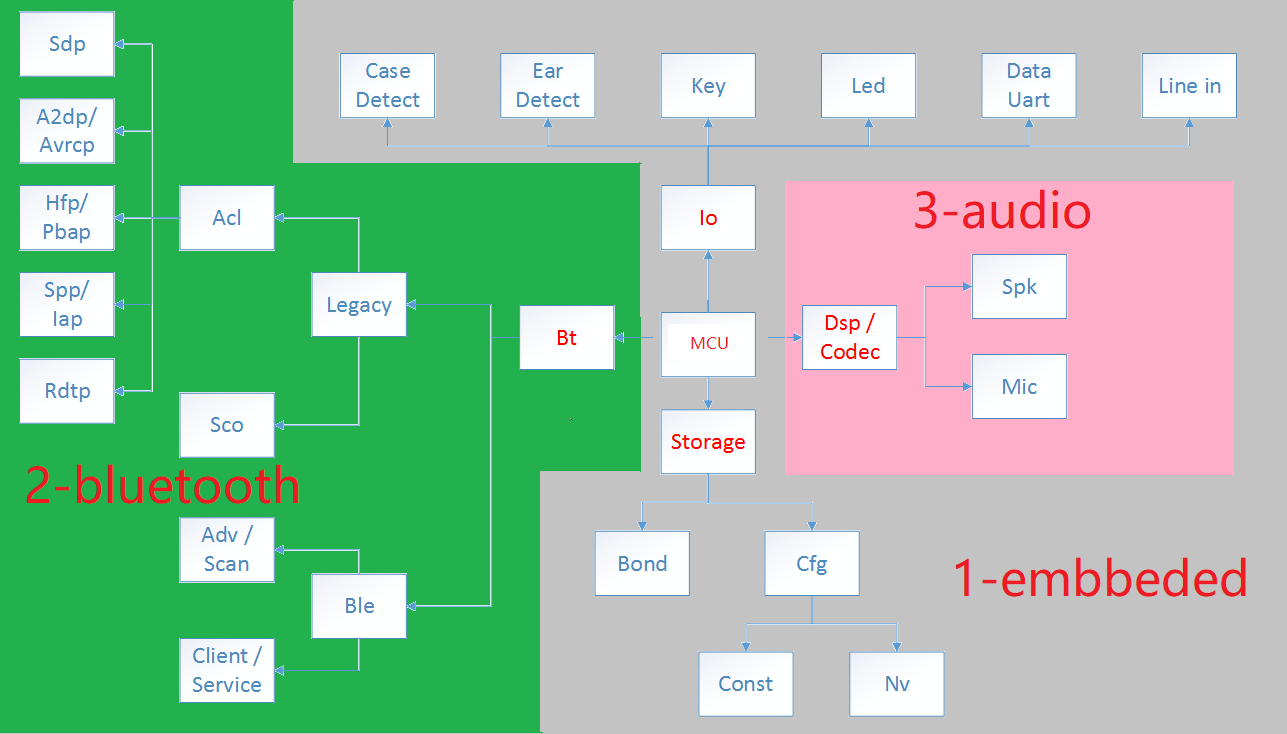 Sdp
A2dp/
Avrcp
Hfp/
Pbap
Spp/
Iap
Rdtp
Acl
Sco
Legacy
Bt
2-bluetooth
Adv /
Scan
Ble
Client /
Service
Case
Detect
Ear
Detect
Key
Led
Data
Uart
Line in
Io
MCU
Storage
3-audio
Dsp /
Codec
Spk
Mic
Bond
Cfg
1-embbeded
Const
Nv